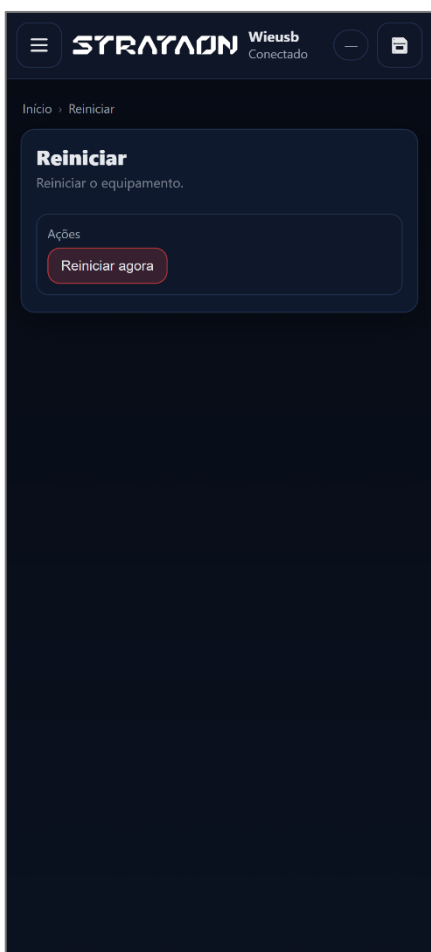 STRATAON
Wieusb
Conectado
—
Início › Reiniciar
Reiniciar
Reiniciar o equipamento.
Ações
Reiniciar agora